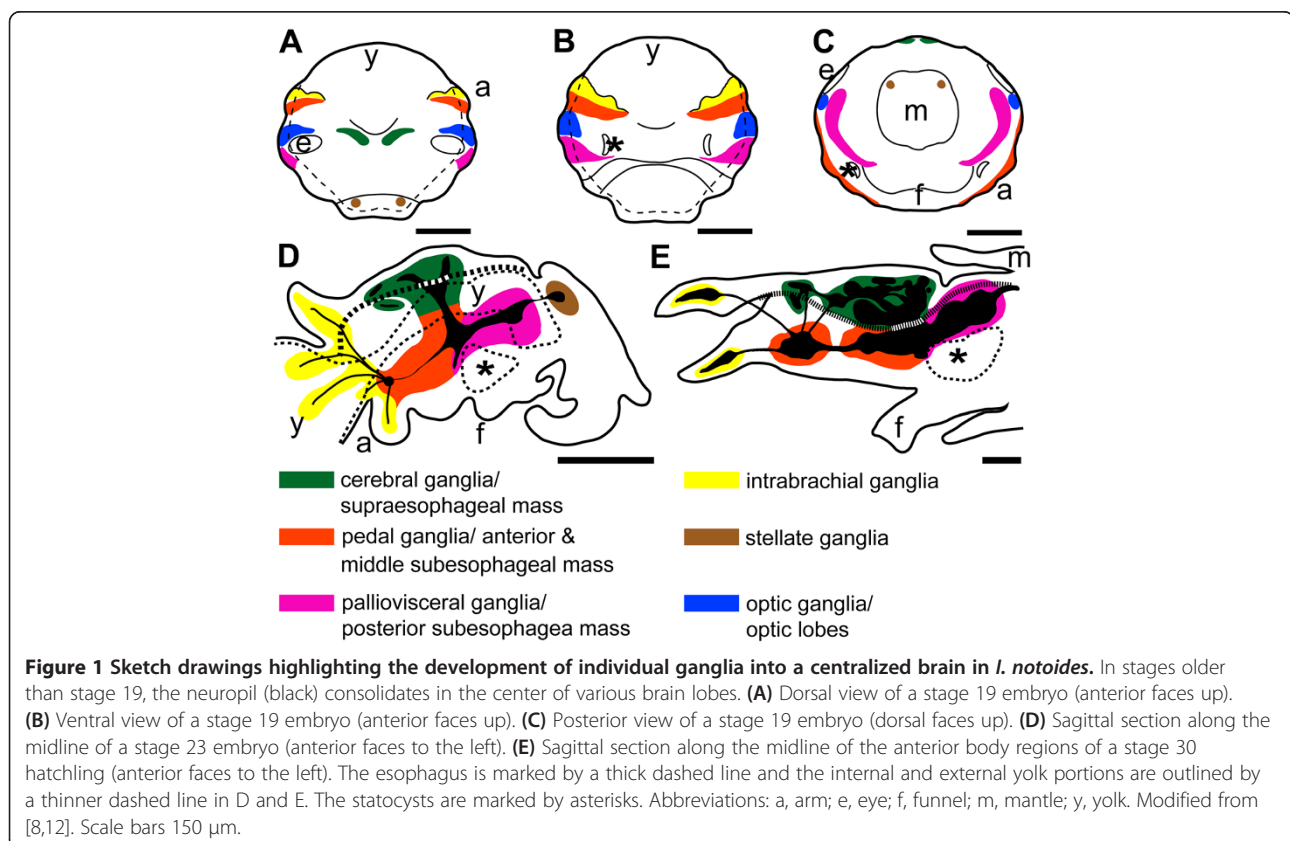 A
B
C
y
y
e
a
m
e
*
*
f
a
D
E
y
m
*
*
y
a
f
f
cerebral ganglia/
supraesophageal mass
pedal ganglia/ anterior &
middle subesophageal mass
palliovisceral ganglia/
posterior subesophagea mass
intrabrachial ganglia
stellate ganglia
optic ganglia/
optic lobes
Figure 1 Sketch drawings highlighting the development of individual ganglia into a centralized brain in I. notoides. In stages older
than stage 19, the neuropil (black) consolidates in the center of various brain lobes. (A) Dorsal view of a stage 19 embryo (anterior faces up).
(B) Ventral view of a stage 19 embryo (anterior faces up). (C) Posterior view of a stage 19 embryo (dorsal faces up). (D) Sagittal section along the
midline of a stage 23 embryo (anterior faces to the left). (E) Sagittal section along the midline of the anterior body regions of a stage 30
hatchling (anterior faces to the left). The esophagus is marked by a thick dashed line and the internal and external yolk portions are outlined by
a thinner dashed line in D and E. The statocysts are marked by asterisks. Abbreviations: a, arm; e, eye; f, funnel; m, mantle; y, yolk. Modified from
[8,12]. Scale bars 150 μm.